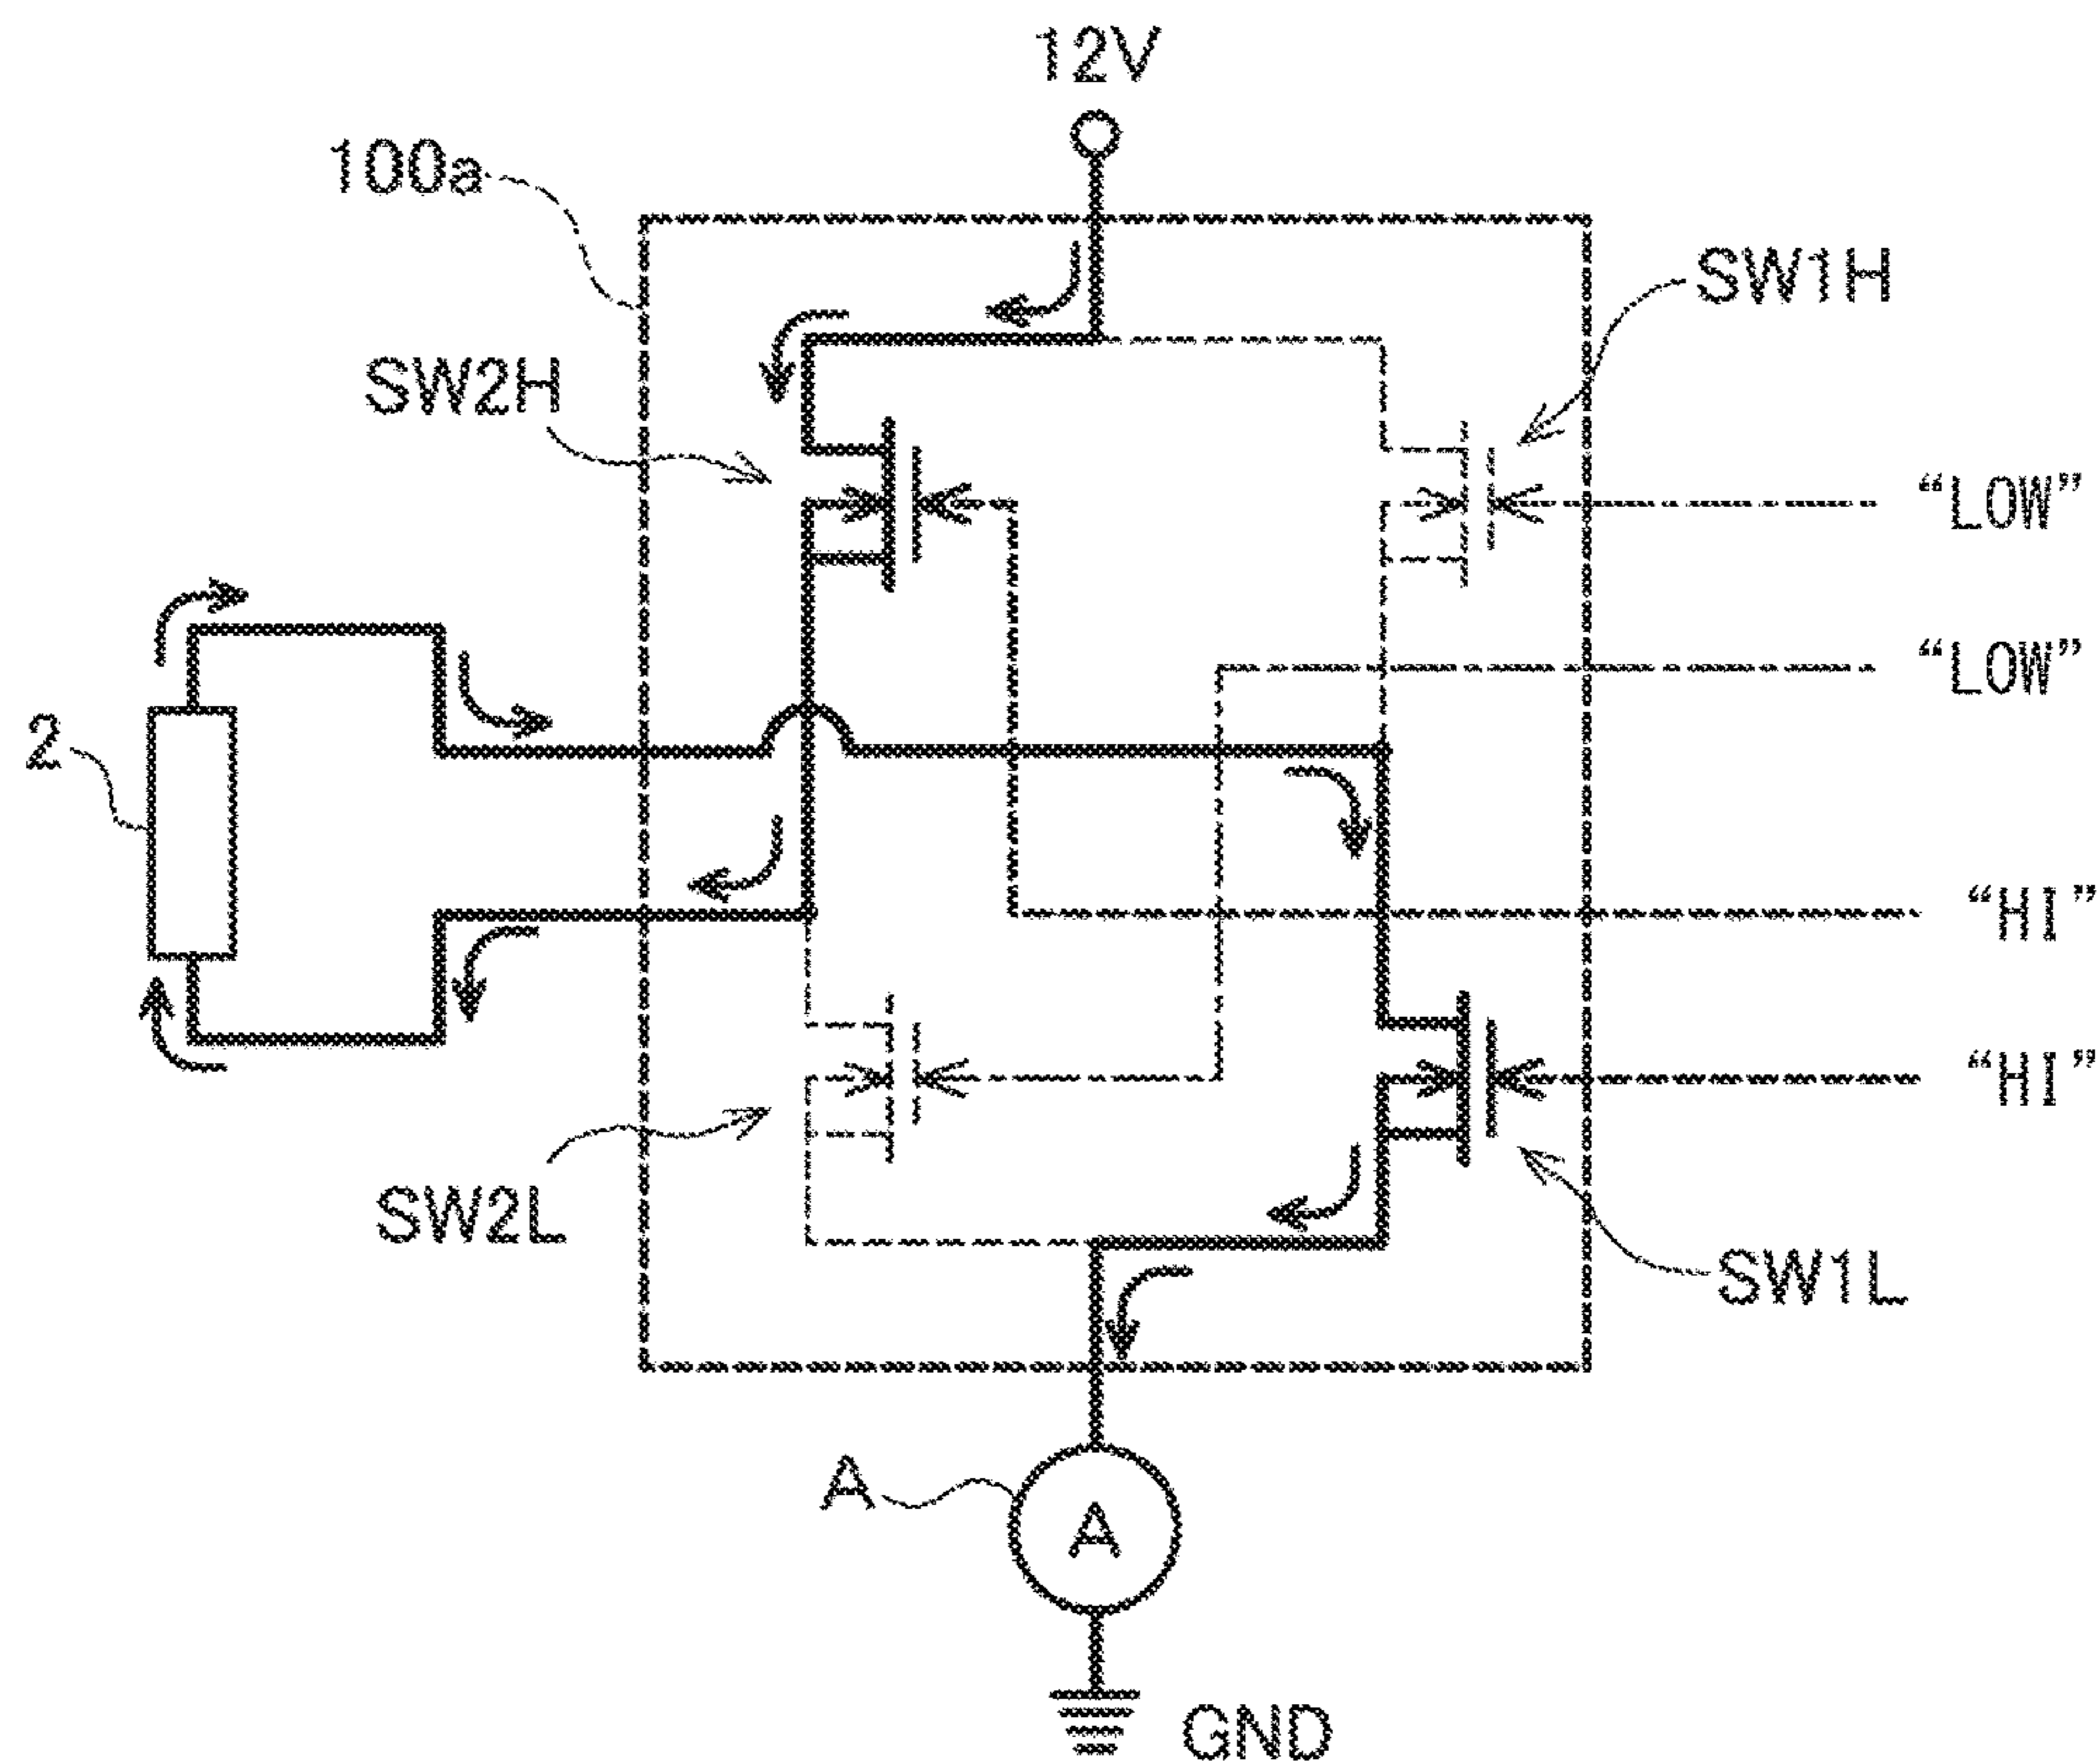 12V
100a
SW1H
SW2H
“LOW”
“LOW”
2
“HI”
“HI”
SW2L
SW1L
A
A
GND